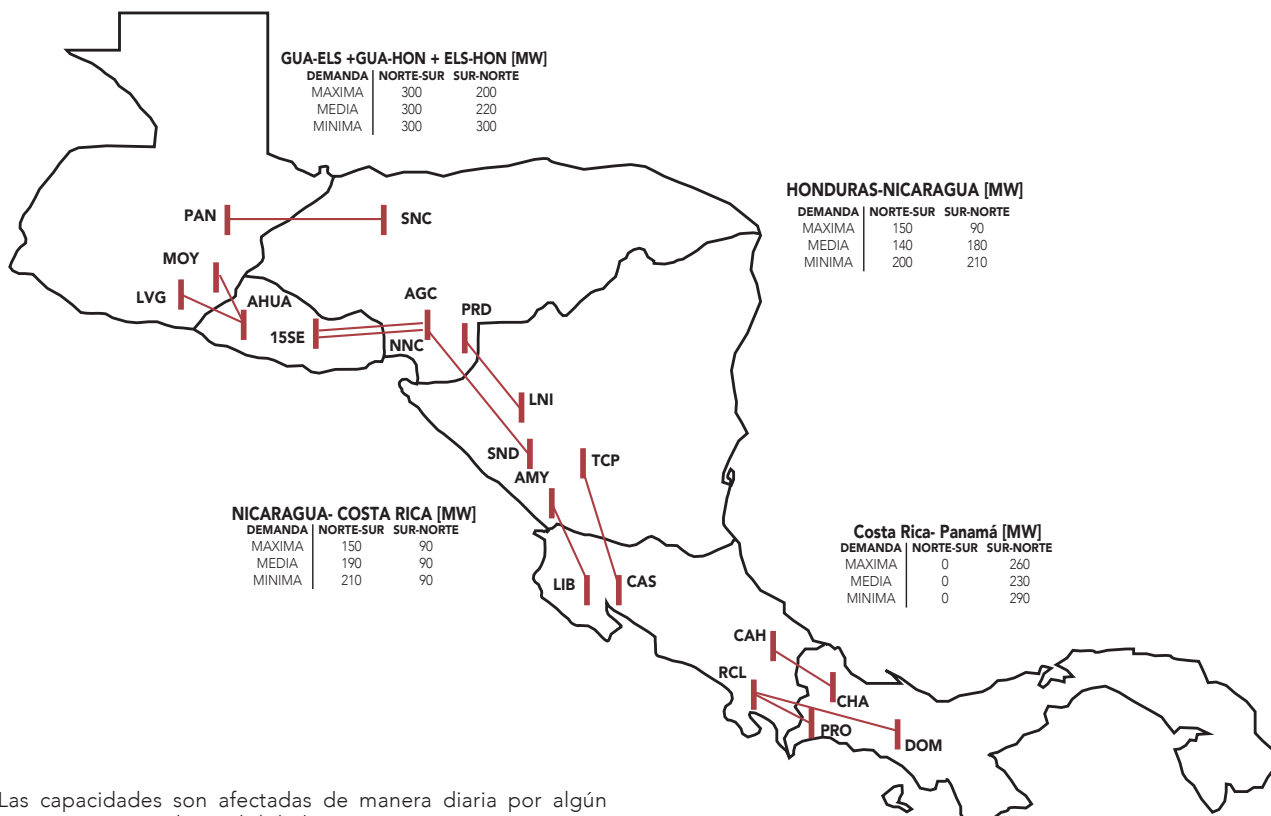 GUA-ELS +GUA-HON + ELS-HON [MW]
DEMANDA NORTE-SUR SUR-NORTE
MAXIMA 300 200
MEDIA 300 220
MINIMA 300 300
HONDURAS-NICARAGUA [MW]
DEMANDA NORTE-SUR SUR-NORTE
MAXIMA 150 90
MEDIA 140 180
MINIMA 200 210
PAN
SNC
MOY
LVG
AHUA
15SE
AGC
NNC
PRD
LNI
SND
AMY
TCP
NICARAGUA- COSTA RICA [MW]
DEMANDA NORTE-SUR SUR-NORTE
MAXIMA 150 90
MEDIA 190 90
MINIMA 210 90
Costa Rica- Panamá [MW]
DEMANDA NORTE-SUR SUR-NORTE
MAXIMA 0 260
MEDIA 0 230
MINIMA 0 290
LIB
CAS
CAH
RCL
CHA
PRO
DOM
Las capacidades son afectadas de manera diaria por algún